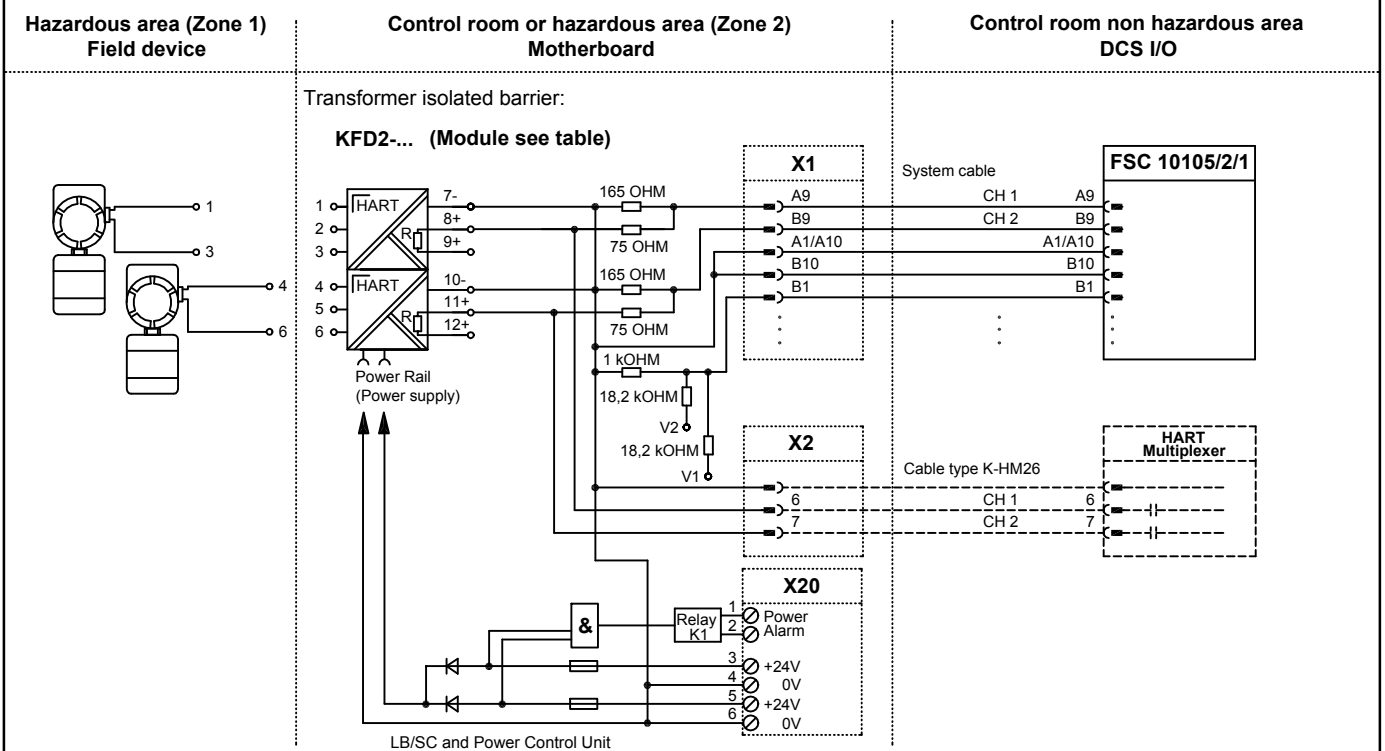 Hazardous area (Zone 1)
Field device
Control room or hazardous area (Zone 2)
Motherboard
Control room non hazardous area
DCS I/O
Transformer isolated barrier:
KFD2-... (Module see table)
1
3
4
6
1
2
3
HART
R
7-
8+
9+
4
5
6
HART
R
10-
11+
12+
165 OHM
75 OHM
165 OHM
75 OHM
1 kOHM
18,2 kOHM
V2
18,2 kOHM
V1
Power Rail
(Power supply)
X1
A9
B9
A1/A10
B10
B1
System cable
CH 1
CH 2
FSC 10105/2/1
A9
B9
A1/A10
B10
B1
X2
6
7
Cable type K-HM26
CH 1
CH 2
HART
Multiplexer
6
7
X20
&
Relay
K1
1
2
Power
Alarm
3
+24V
4
0V
5
+24V
6
0V
LB/SC and Power Control Unit